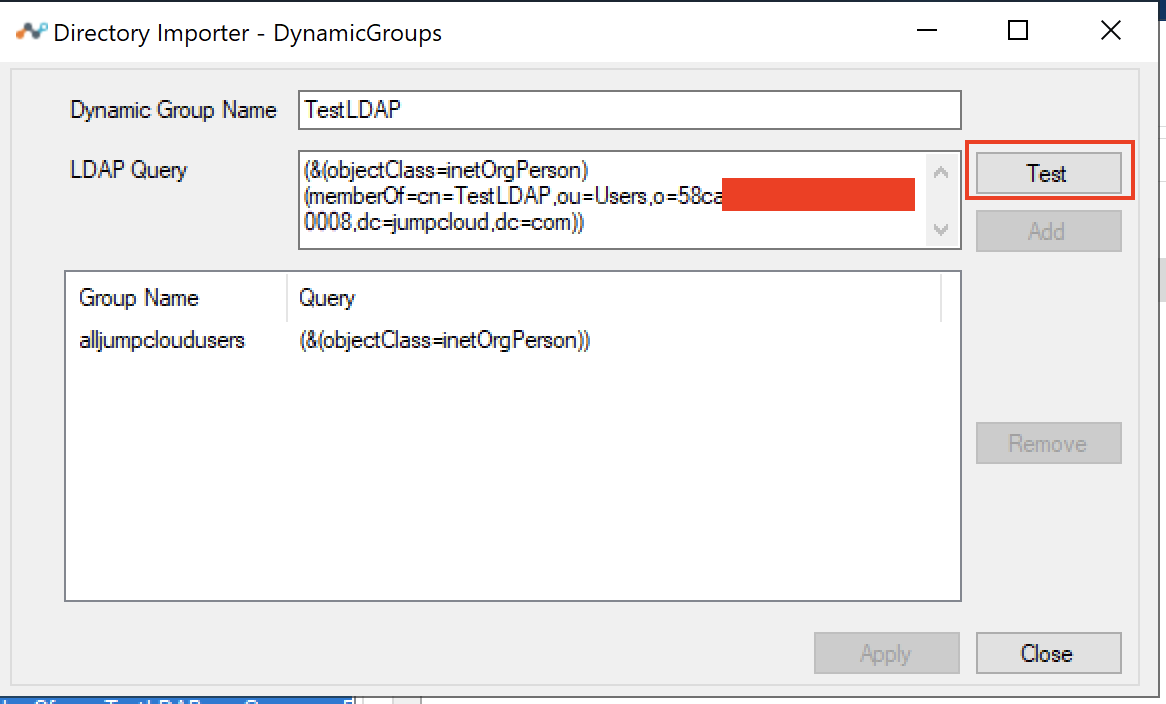 Directory Importer - DynamicGroups
Dynamic Group Name
TestLDAP
LDAP Query
(&(objectClass=inetOrgPerson)
(memberOf=cn=TestLDAP,ou=Users,o=58ca
0008,dc=jumpcloud,dc=com))
Test
Add
Group Name Query
alljumpcloudusers (&(objectClass=inetOrgPerson))
Remove
Apply Close